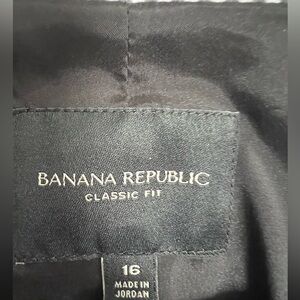 BANANA REPUBLIC
CLASSIC FIT
16
MADE IN
JORDAN